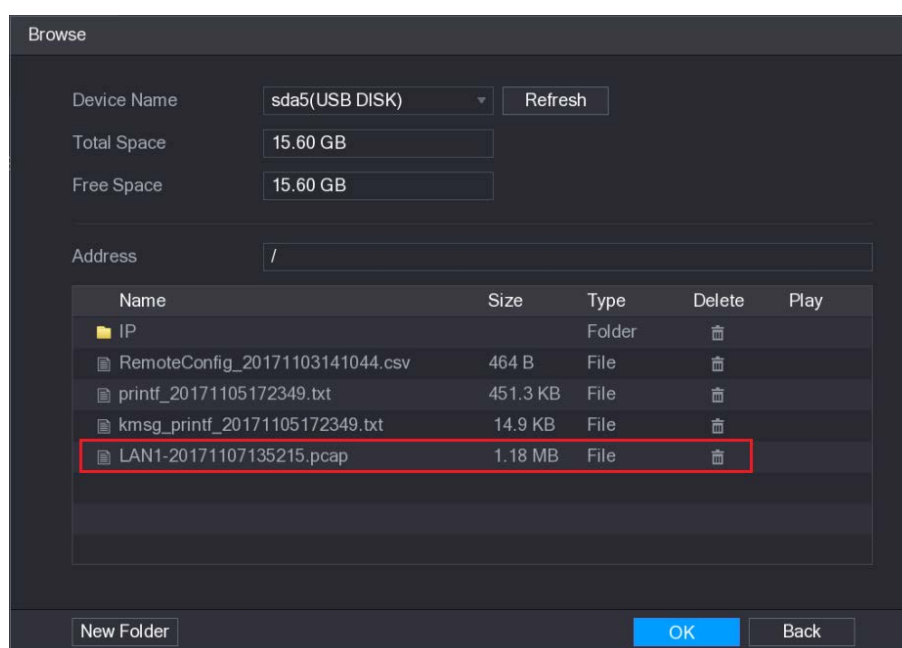 Browse
Device Name sda5(USB DISK) Refresh
Total Space 15.60 GB
Free Space 15.60 GB
Address /
Name Size Type Delete Play
IP Folder
RemoteConfig_20171103141044.csv 464 B File
printf_20171105172349.txt 451.3 KB File
kmsg_printf_20171105172349.txt 14.9 KB File
LAN1-20171107135215.pcap 1.18 MB File
New Folder OK Back